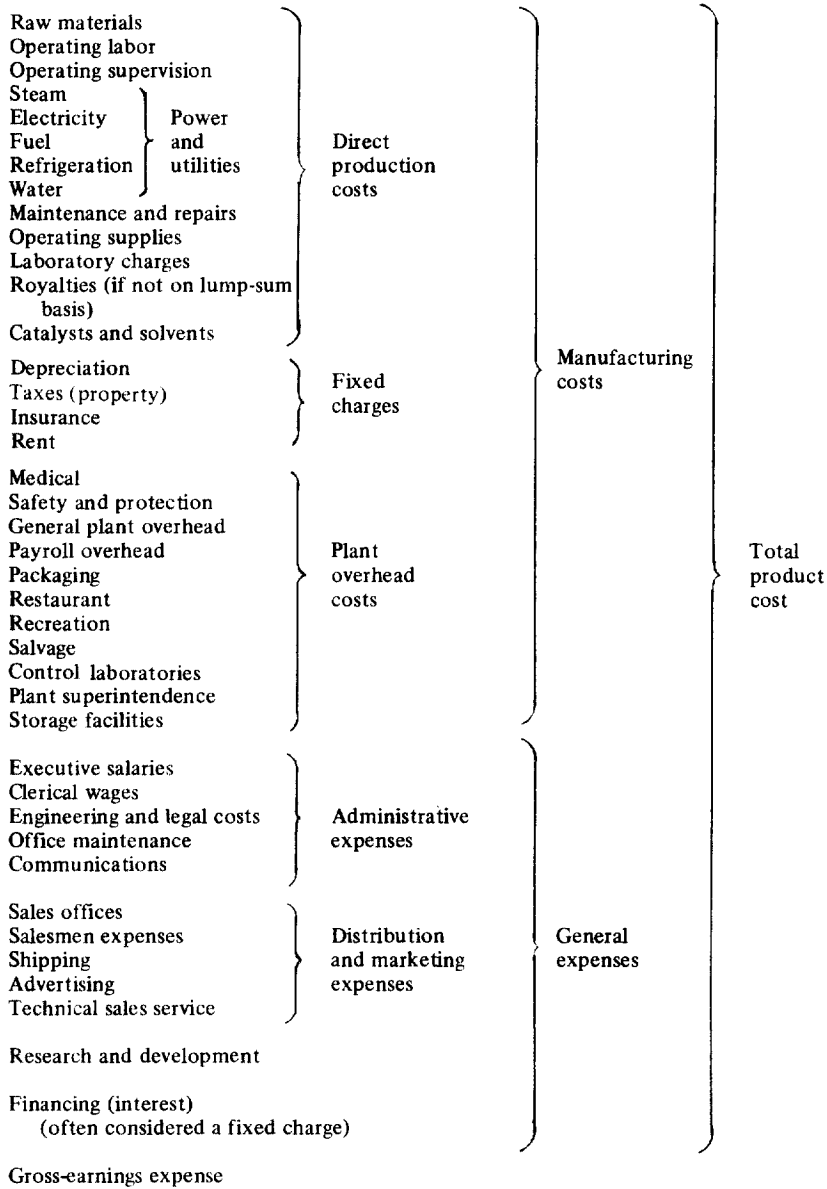 Raw materials
Operating labor
Operating supervision
Steam
Electricity
Fuel
Refrigeration
Water
Power
and
utilities
Maintenance and repairs
Operating supplies
Laboratory charges
Royalties (if not on lump-sum
basis)
Catalysts and solvents
Direct
production
costs
Depreciation
Taxes (property)
Insurance
Rent
Fixed
charges
Medical
Safety and protection
General plant overhead
Payroll overhead
Packaging
Restaurant
Recreation
Salvage
Control laboratories
Plant superintendence
Storage facilities
Plant
overhead
costs
Manufacturing
costs
Executive salaries
Clerical wages
Engineering and legal costs
Office maintenance
Communications
Administrative
expenses
Sales offices
Salesmen expenses
Shipping
Advertising
Technical sales service
Distribution
and marketing
expenses
Research and development
Financing (interest)
(often considered a fixed charge)
General
expenses
Total
product
cost
Gross-earnings expense